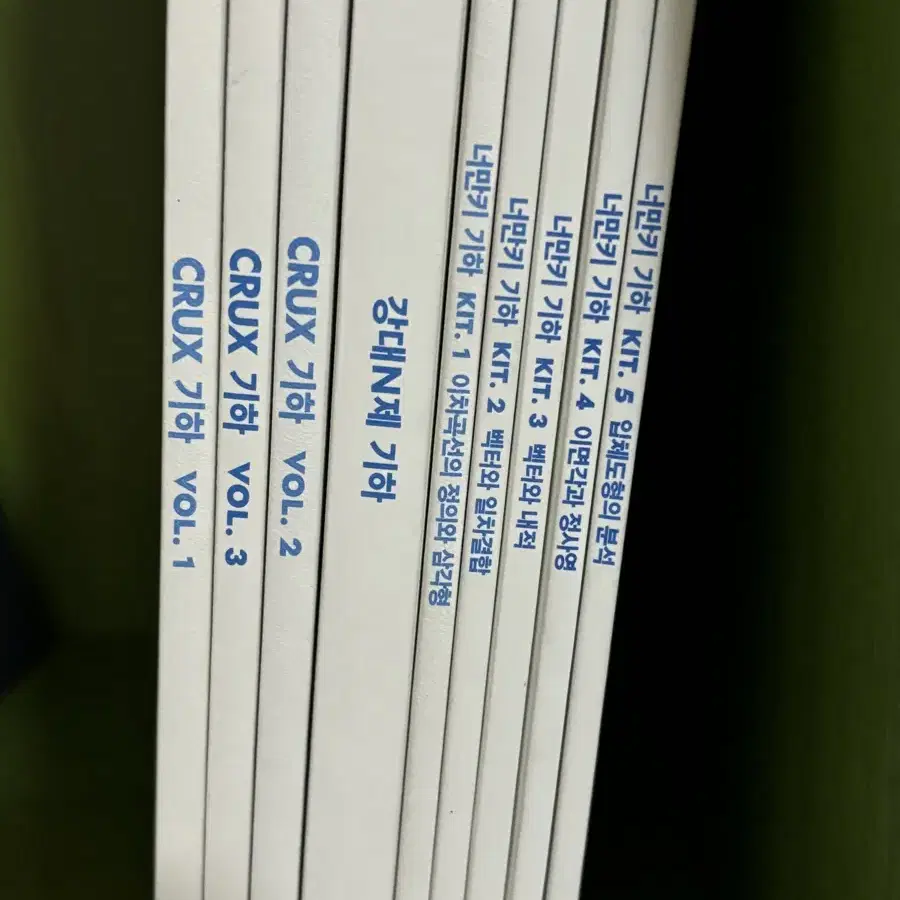 CRUX 기하 VOL. 1
CRUX 기하 VOL. 3
CRUX 기하 VOL. 2
강대N제 기하
너만키 기하 KIT. 1 이차곡선의 정의와 삼각형
너만키 기하 KIT. 2 벡터와 일차결합
너만키 기하 KIT. 3 벡터와 내적
너만키 기하 KIT. 4 이면각과 정사영
너만키 기하 KIT. 5 입체도형의 분석